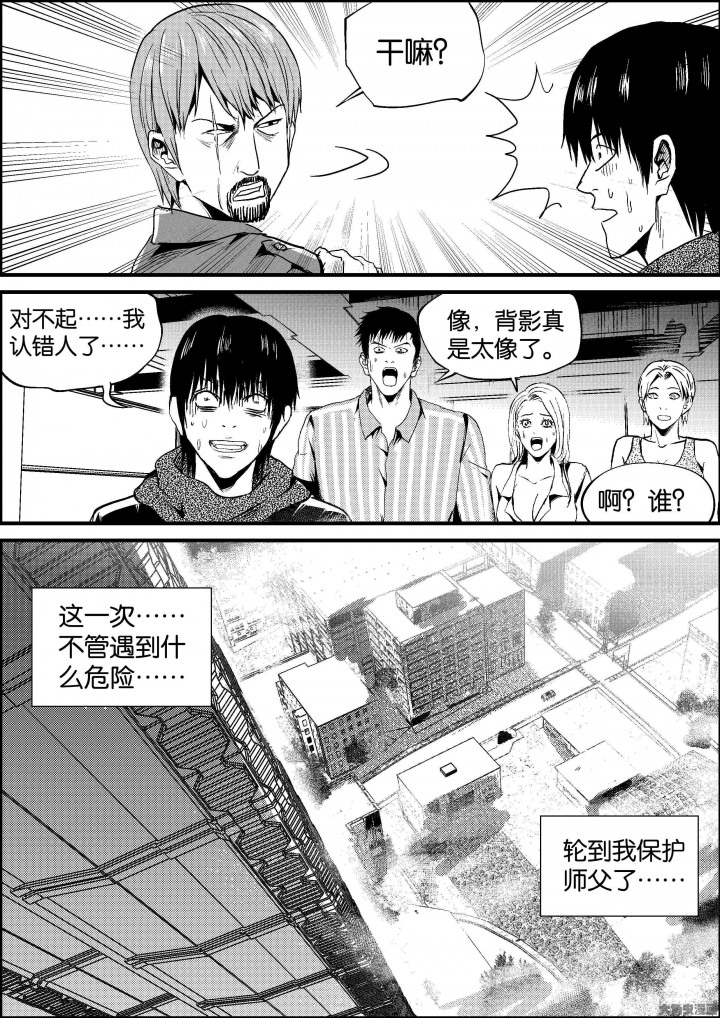 干嘛？
对不起……我
认错人了……
像，背影真
是太像了。
啊？谁？
这一次……
不管遇到什
么危险……
轮到我保护
师父了……